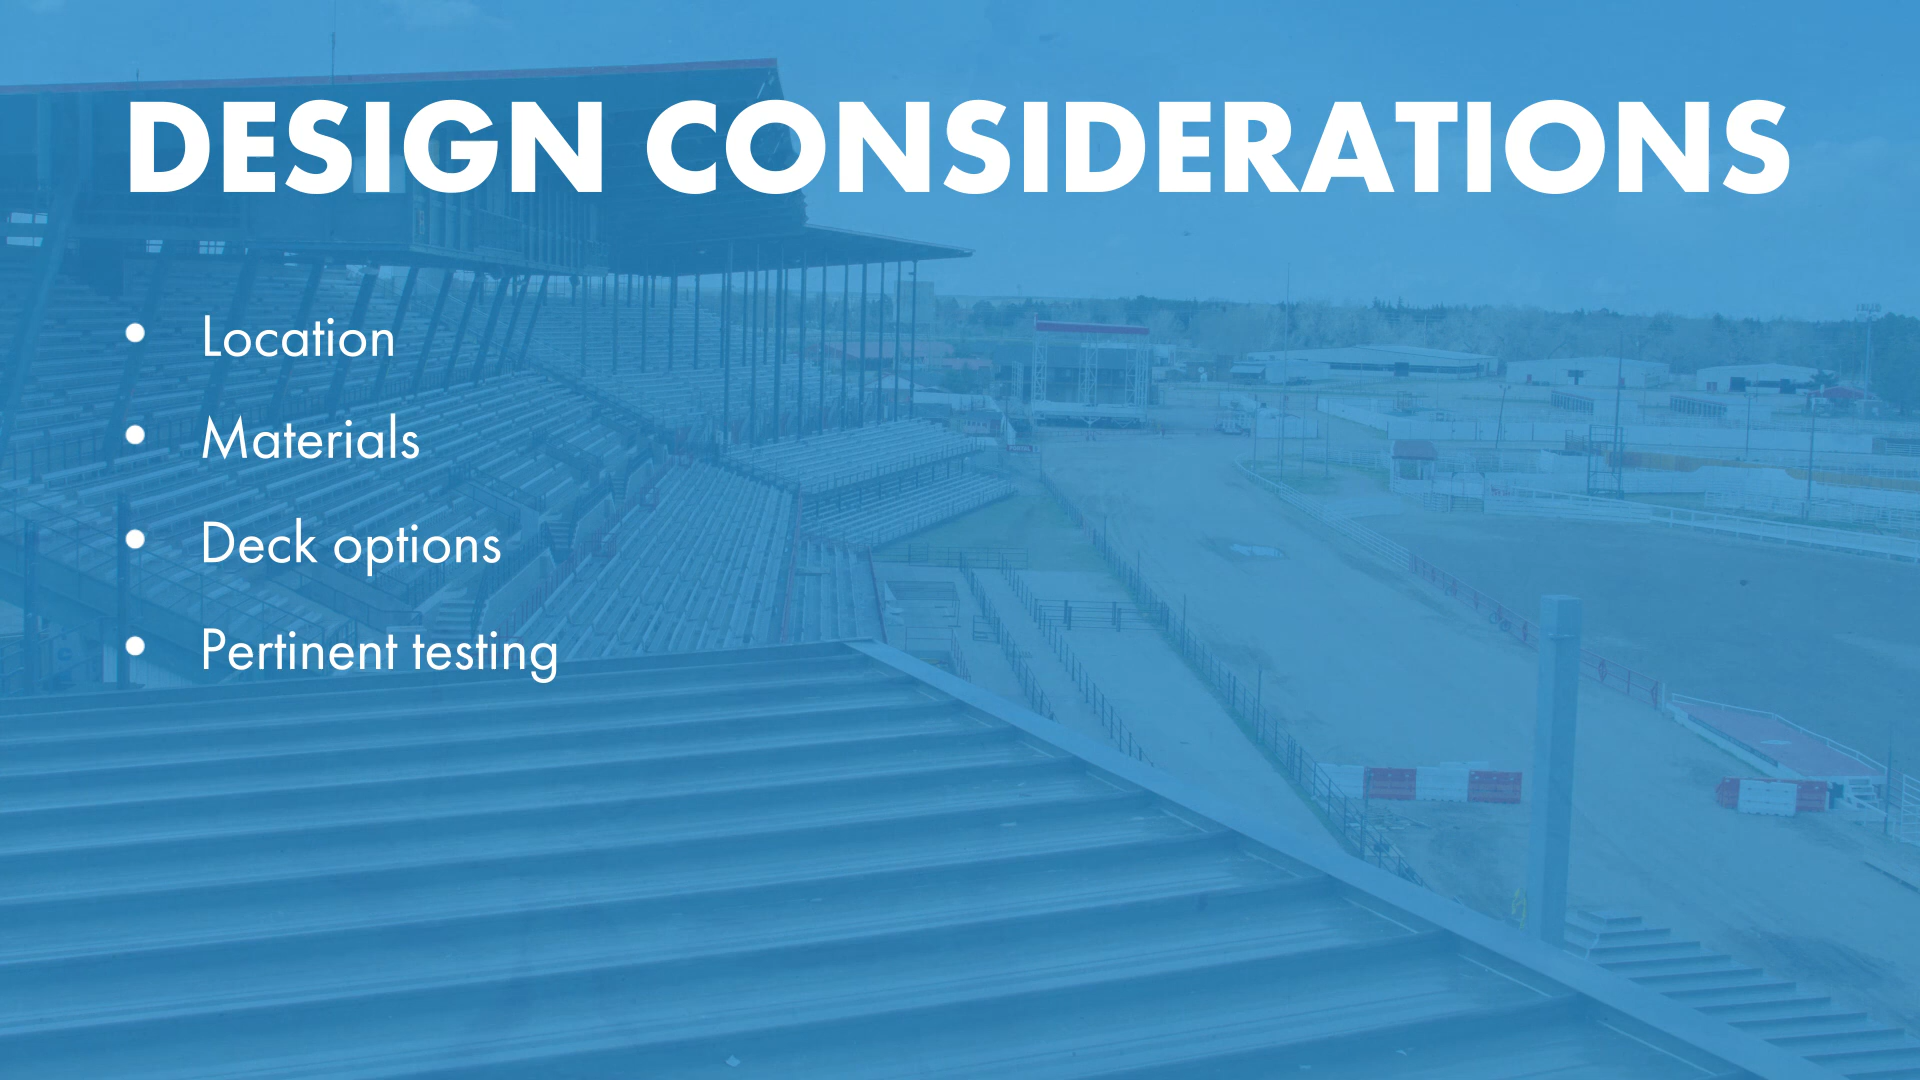 DESIGN CONSIDERATIONS
• Location
• Materials
• Deck options
• Pertinent testing